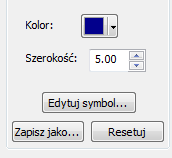 Kolor:
Szerokość: 5.00
Edytuj symbol...
Zapisz jako... Resetuj